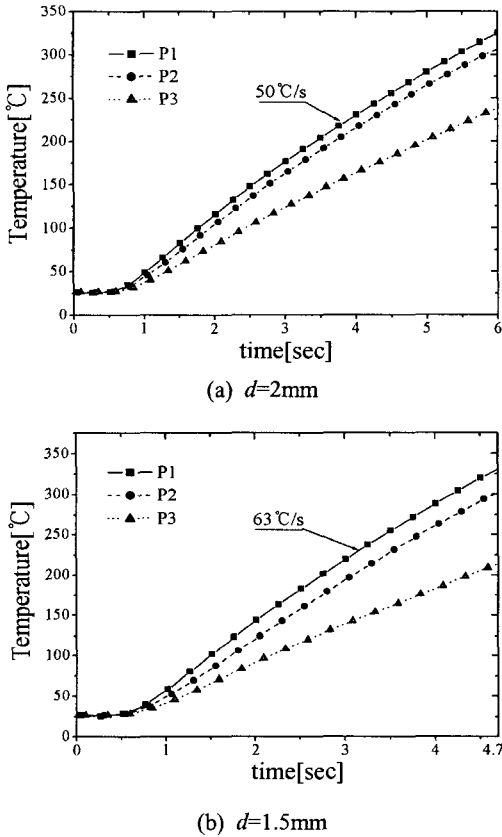 350
300
250
200
150
100
50
0
Temperature[℃]
P1
P2
P3
50℃/s
0 1 2 3 4 5 6
time[sec]
(a) d=2mm
350
300
250
200
150
100
50
0
Temperature[℃]
P1
P2
P3
63℃/s
0 1 2 3 4 4.7
time[sec]
(b) d=1.5mm